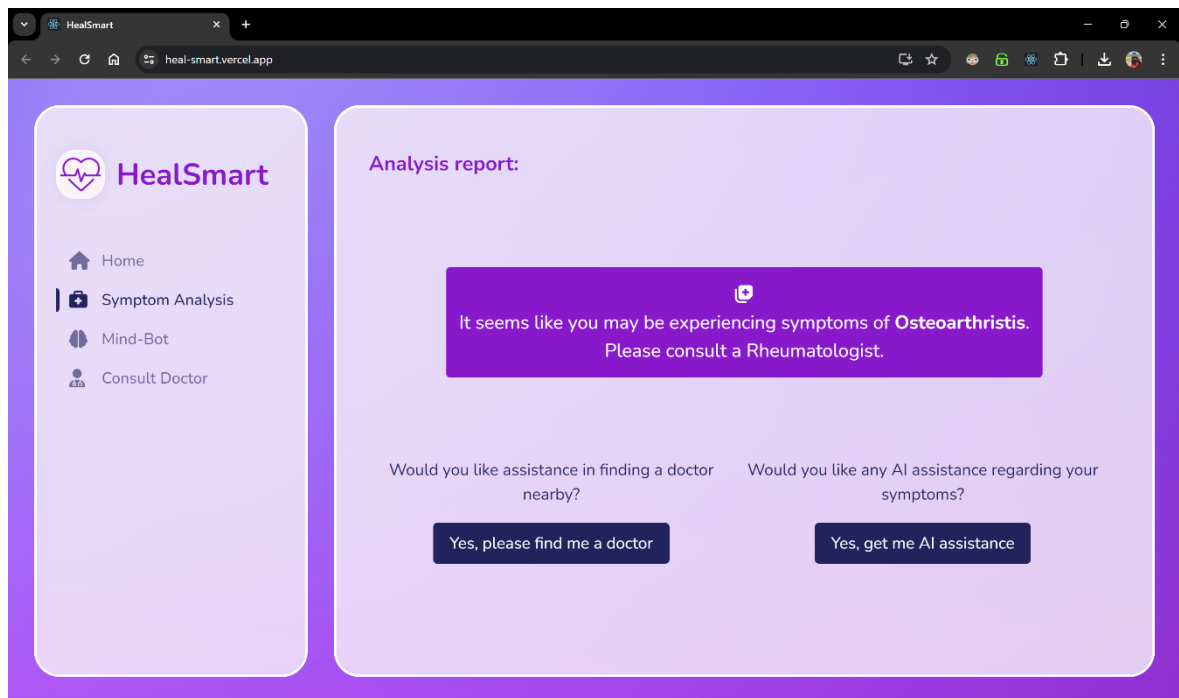 HealSmart
heal-smart.vercel.app
HealSmart
Home
Symptom Analysis
Mind-Bot
Consult Doctor
Analysis report:
It seems like you may be experiencing symptoms of Osteoarthristis.
Please consult a Rheumatologist.
Would you like assistance in finding a doctor
nearby?
Yes, please find me a doctor
Would you like any AI assistance regarding your
symptoms?
Yes, get me AI assistance